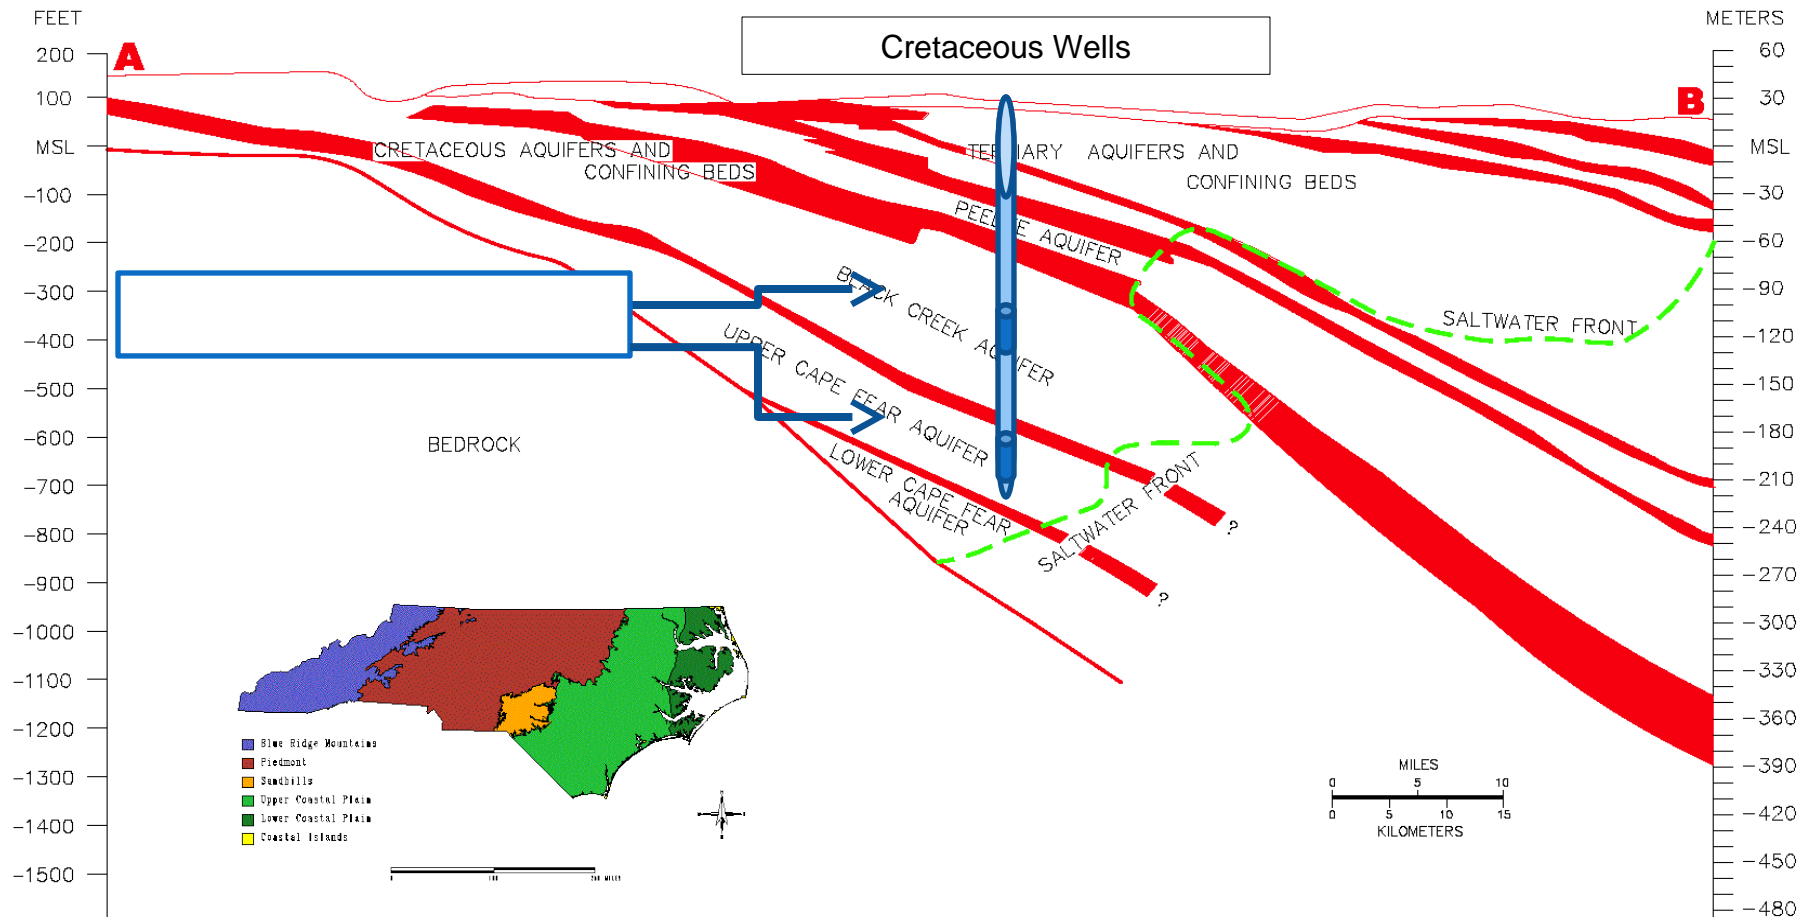 FEET
METERS
Cretaceous Wells
A
B
200
100
MSL
-100
-200
-300
-400
-500
-600
-700
-800
-900
-1000
-1100
-1200
-1300
-1400
-1500
60
30
MSL
-30
-60
-90
-120
-150
-180
-210
-240
-270
-300
-330
-360
-390
-420
-450
-480
CRETACEOUS AQUIFERS AND
CONFINING BEDS
TERTIARY AQUIFERS AND
CONFINING BEDS
PEEDEE AQUIFER
BLACK CREEK AQUIFER
UPPER CAPE FEAR AQUIFER
LOWER CAPE FEAR
AQUIFER
SALTWATER FRONT
SALTWATER FRONT
BEDROCK
?
?
Blue Ridge Mountains
Piedmont
Sandhills
Upper Coastal Plain
Lower Coastal Plain
Coastal Islands
0 100
MILES
MILES
0 5 10
0 5 10 15
KILOMETERS